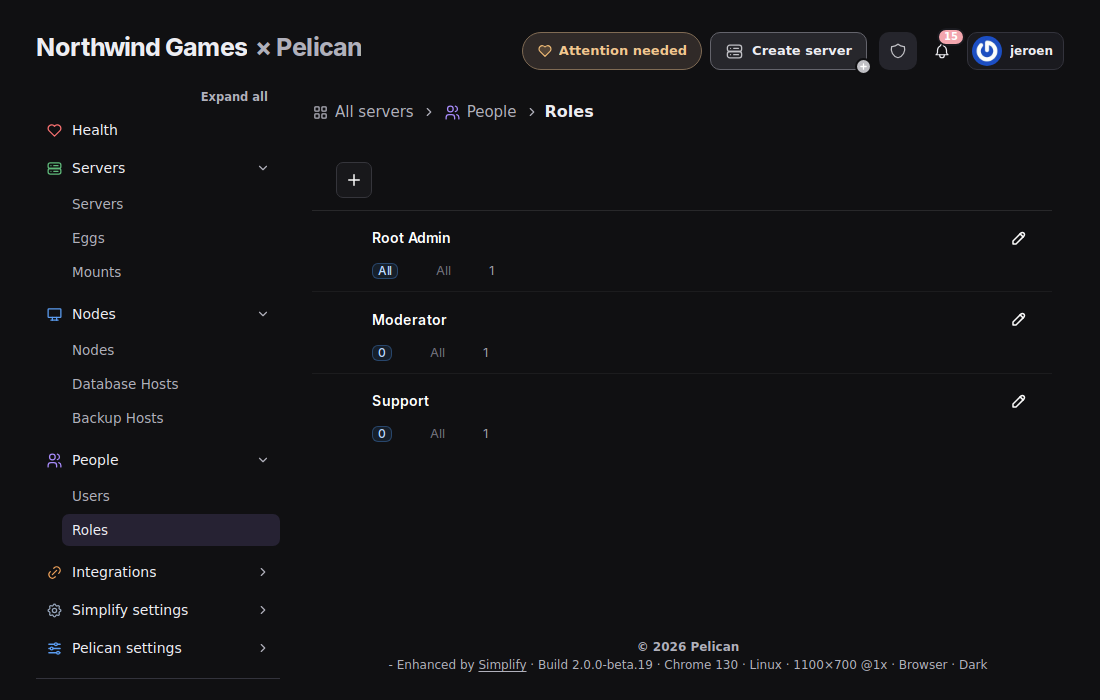 Northwind Games × Pelican
Attention needed
Create server
15
jeroen
Expand all
Health
Servers
Servers
Eggs
Mounts
Nodes
Nodes
Database Hosts
Backup Hosts
People
Users
Roles
Integrations
Simplify settings
Pelican settings
All servers > People > Roles
Root Admin
All All 1
Moderator
0 All 1
Support
0 All 1
© 2026 Pelican
- Enhanced by Simplify · Build 2.0.0-beta.19 · Chrome 130 · Linux · 1100×700 @1x · Browser · Dark